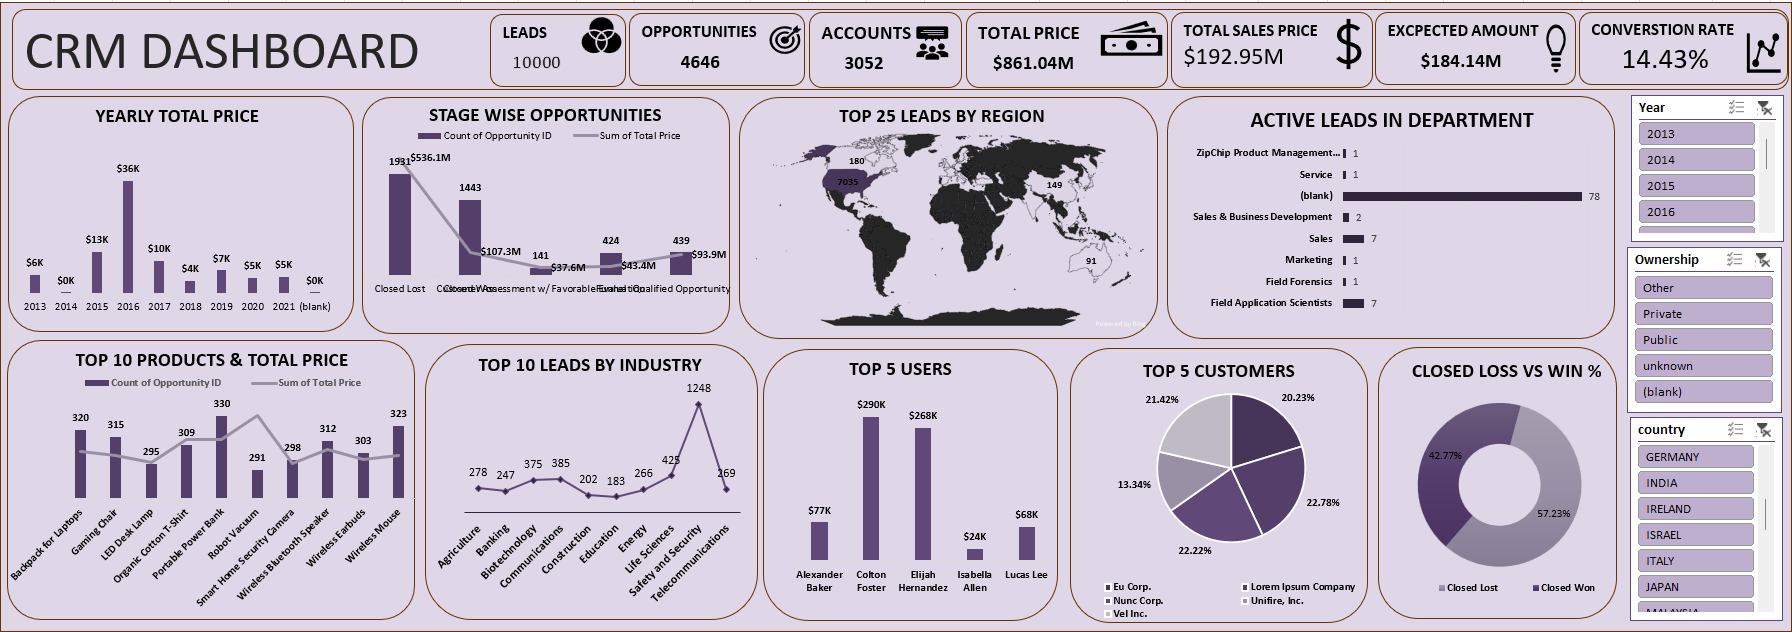 CRM DASHBOARD
LEADS
10000
OPPORTUNITIES
4646
ACCOUNTS
3052
TOTAL PRICE
$861.04M
TOTAL SALES PRICE
$192.95M
EXCPECTED AMOUNT
$184.14M
CONVERSTION RATE
14.43%
YEARLY TOTAL PRICE
$6K
$0K
$13K
$36K
$10K
$4K
$7K
$5K
$5K
$0K
2013 2014 2015 2016 2017 2018 2019 2020 2021 (blank)
STAGE WISE OPPORTUNITIES
Count of Opportunity ID Sum of Total Price
1931
$536.1M
1443
$107.3M
141
$37.6M
424
$43.4M
439
$93.9M
Closed Lost
Closed Won
Assessment w/ Favorable
Qualified Opportunity
TOP 25 LEADS BY REGION
180
7035
149
91
Powered by Bing
ACTIVE LEADS IN DEPARTMENT
ZipChip Product Management... 1
Service 1
(blank) 78
Sales & Business Development 2
Sales 7
Marketing 1
Field Forensics 1
Field Application Scientists 7
Year
2013
2014
2015
2016
Ownership
Other
Private
Public
unknown
(blank)
country
GERMANY
INDIA
IRELAND
ISRAEL
ITALY
JAPAN
MALAYSIA
TOP 10 PRODUCTS & TOTAL PRICE
Count of Opportunity ID Sum of Total Price
320
315
295
309
330
291
298
312
303
323
Backpack for Laptops
Gaming Chair
LED Desk Lamp
Organic Cotton T-Shirt
Portable Power Bank
Robot Vacuum
Smart Home Security Camera
Wireless Bluetooth Speaker
Wireless Earbuds
Wireless Mouse
TOP 10 LEADS BY INDUSTRY
278
247
375
385
202
183
266
425
1248
269
Agriculture
Banking
Biotechnology
Communications
Construction
Education
Energy
Life Sciences
Safety and Security
Telecommunications
TOP 5 USERS
$77K
$290K
$268K
$24K
$68K
Alexander Baker
Colton Foster
Elijah Hernandez
Isabella Allen
Lucas Lee
TOP 5 CUSTOMERS
21.42%
20.23%
13.34%
22.78%
22.22%
Eu Corp. Lorem Ipsum Company
Nunc Corp. Unifire, Inc.
Vel Inc.
CLOSED LOSS VS WIN %
42.77%
57.23%
Closed Lost Closed Won